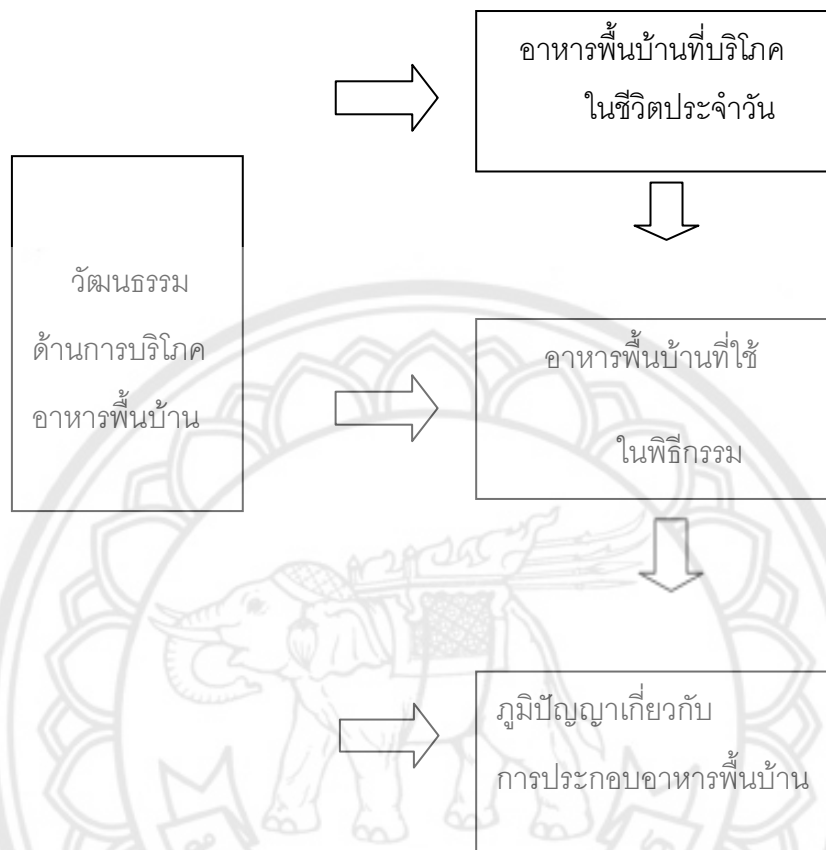 อาหารพื้นบ้านที่บริโภค
ในชีวิตประจำวัน
วัฒนธรรม
ด้านการบริโภค
อาหารพื้นบ้าน
อาหารพื้นบ้านที่ใช้
ในพิธีกรรม
ภูมิปัญญาเกี่ยวกับ
การประกอบอาหารพื้นบ้าน